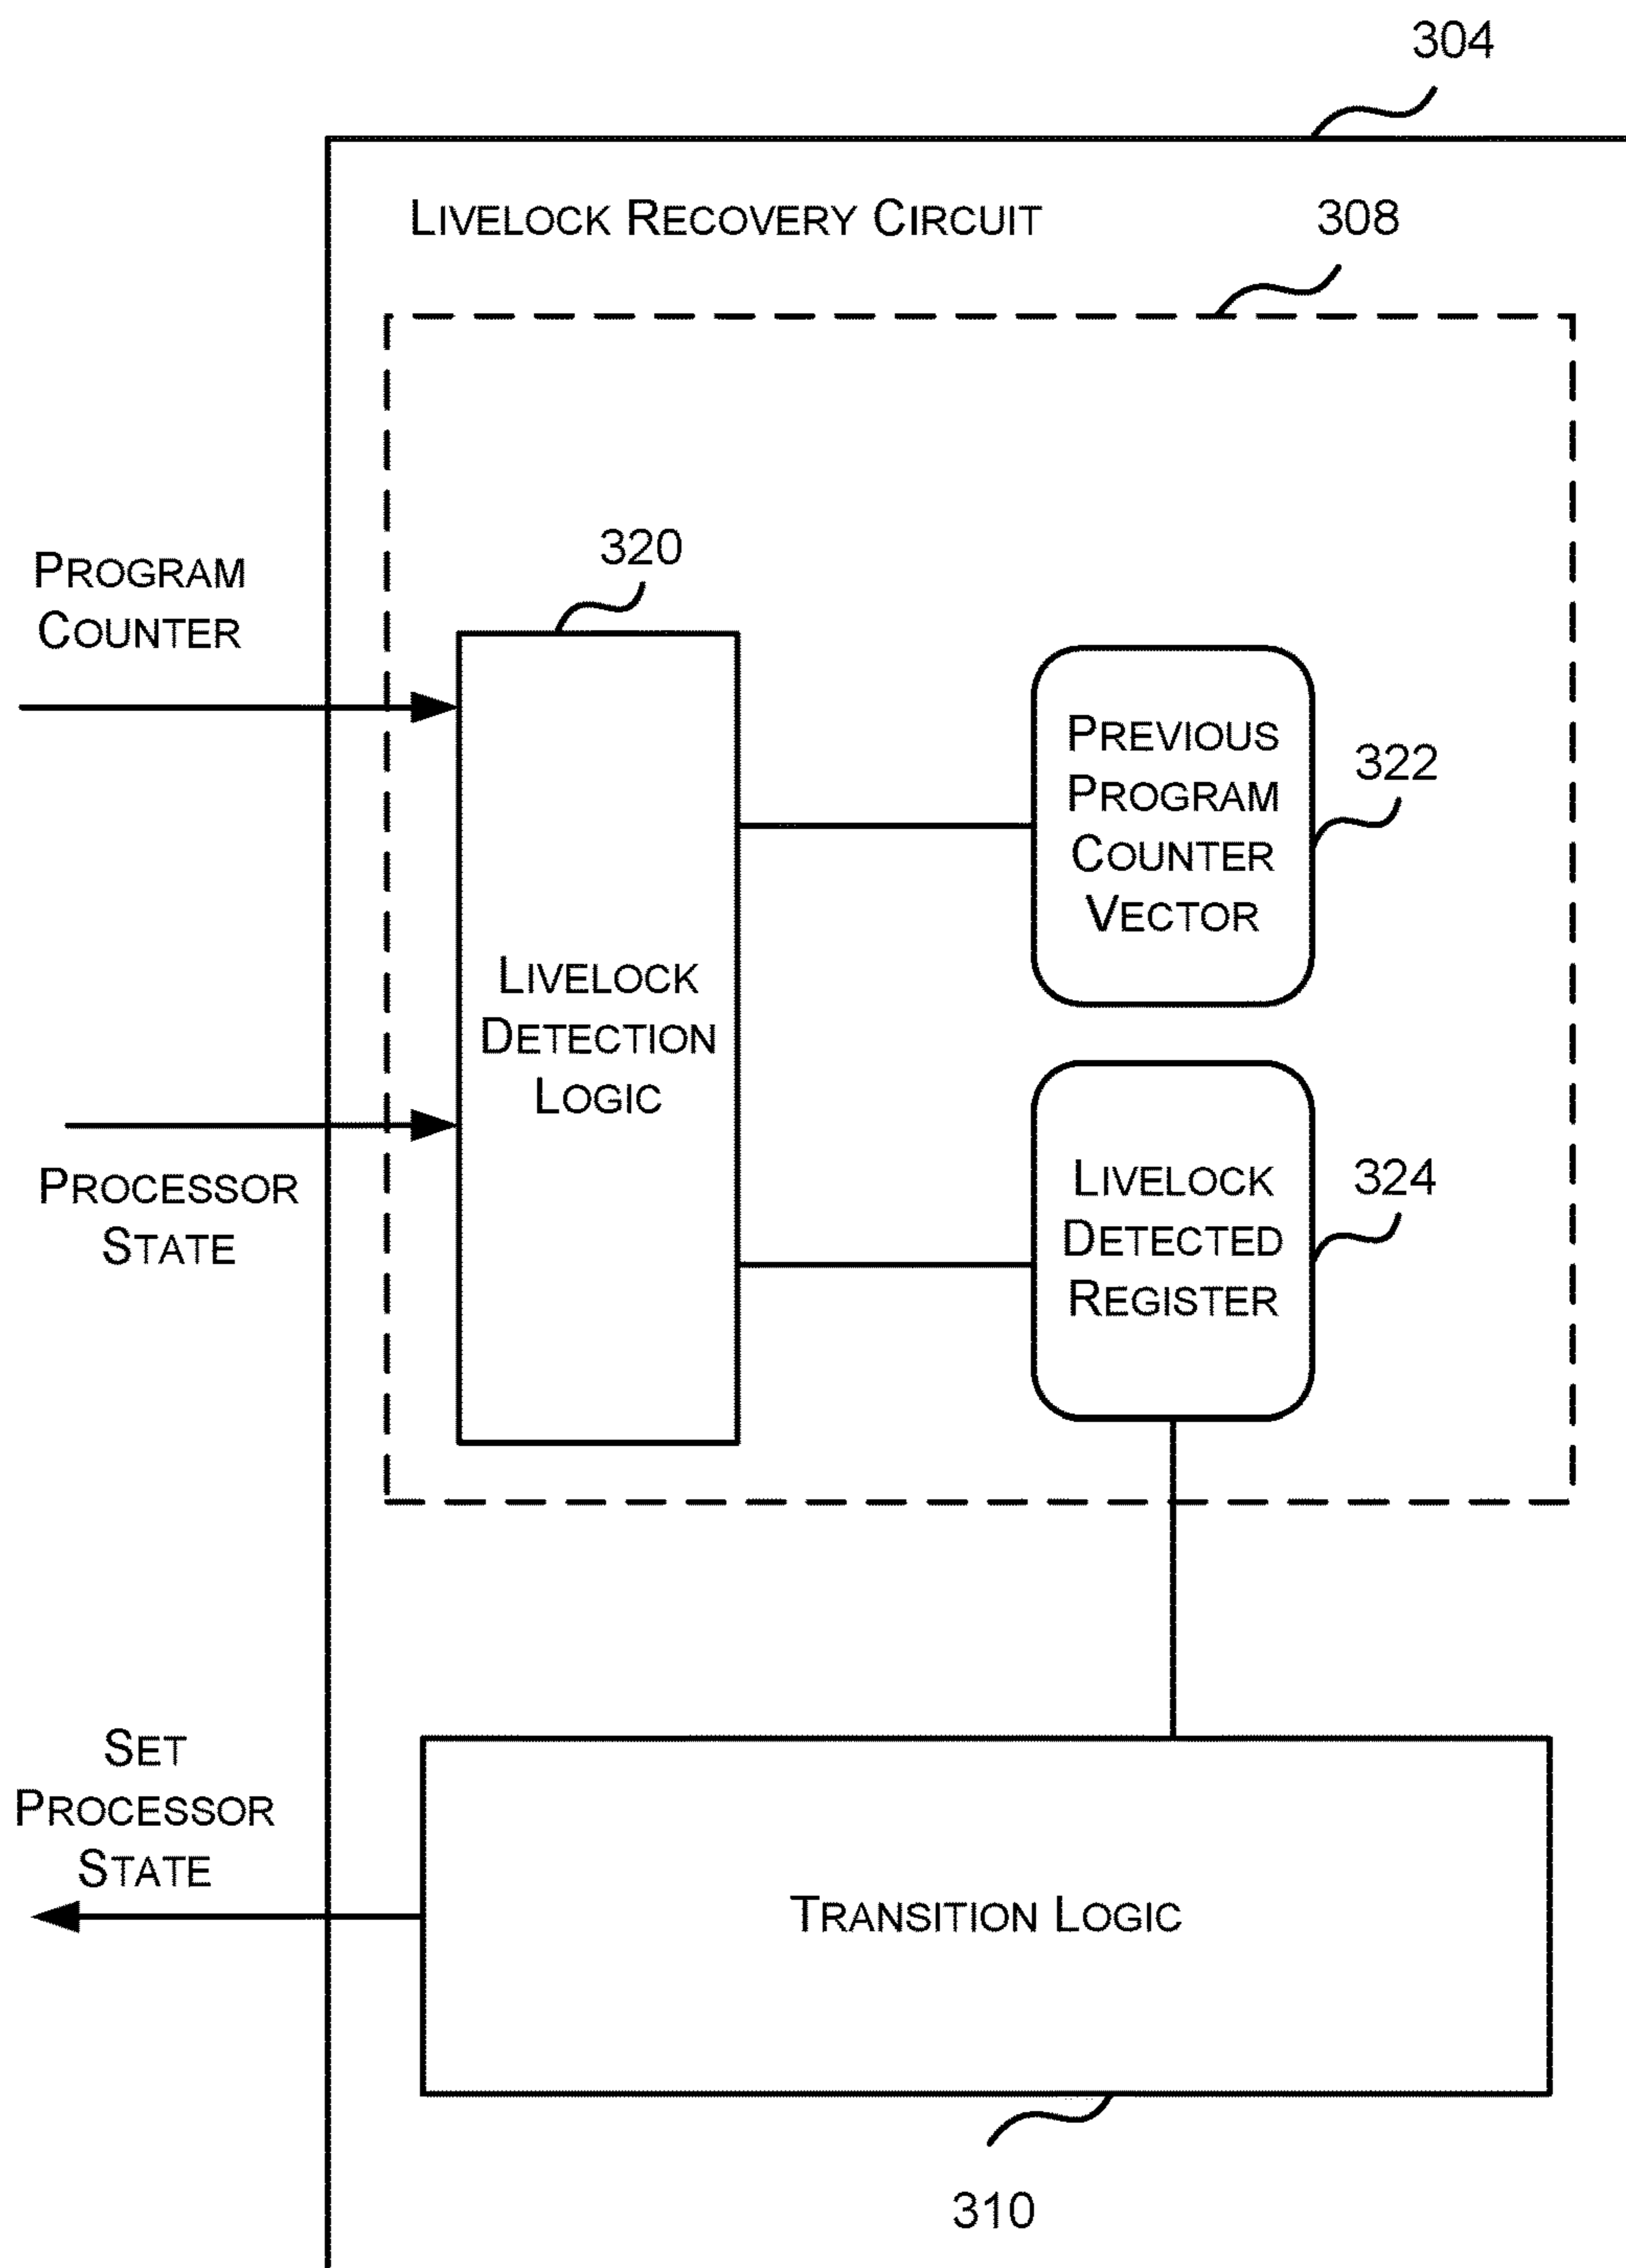 304
LIVELOCK RECOVERY CIRCUIT
308
320
PROGRAM
COUNTER
PREVIOUS
PROGRAM
COUNTER
VECTOR
322
LIVELOCK
DETECTION
LOGIC
PROCESSOR
STATE
LIVELOCK
DETECTED
REGISTER
324
SET
PROCESSOR
STATE
TRANSITION LOGIC
310